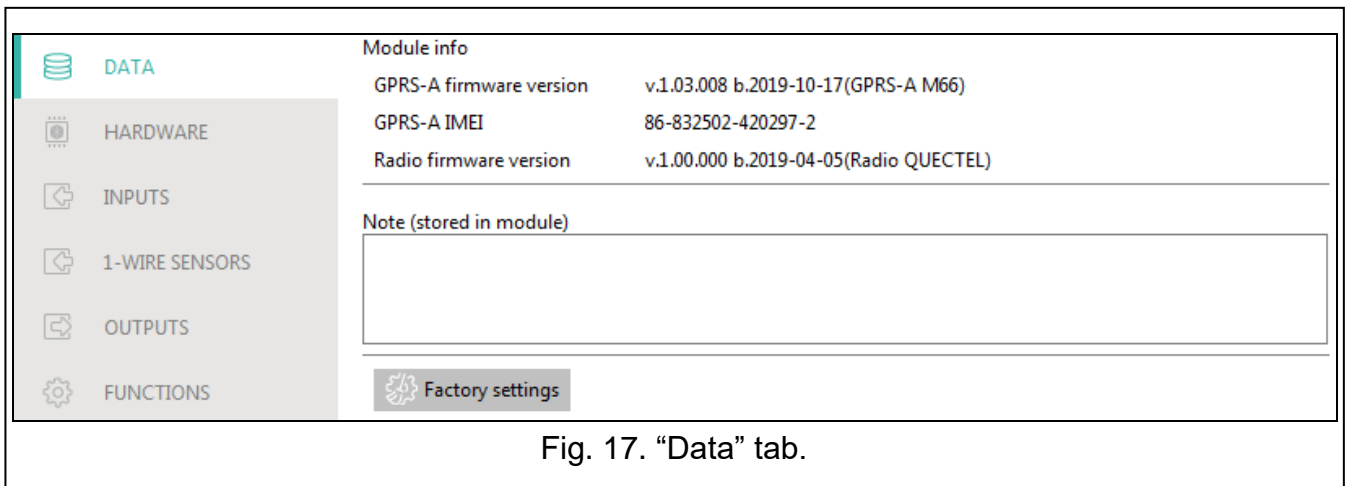 DATA
HARDWARE
INPUTS
1-WIRE SENSORS
OUTPUTS
FUNCTIONS
Module info
GPRS-A firmware version v.1.03.008 b.2019-10-17(GPRS-A M66)
GPRS-A IMEI 86-832502-420297-2
Radio firmware version v.1.00.000 b.2019-04-05(Radio QUECTEL)
Note (stored in module)
Factory settings
Fig. 17. “Data” tab.